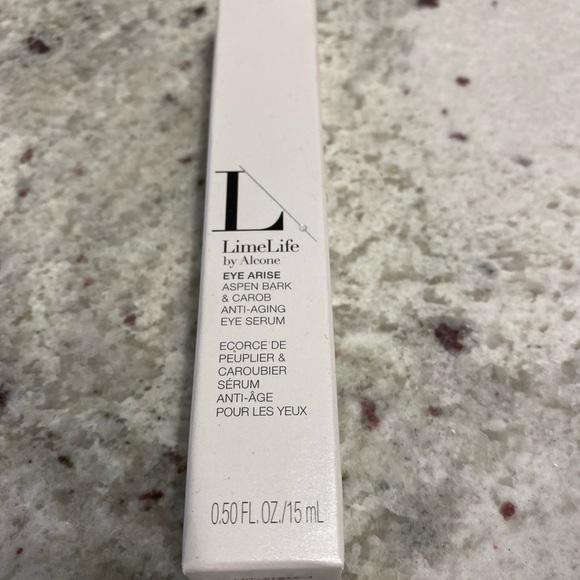 L
LimeLife
by Alcone
EYE ARISE
ASPEN BARK
& CAROB
ANTI-AGING
EYE SERUM
ECORCE DE
PEUPLIER &
CAROUBIER
SÉRUM
ANTI-ÂGE
POUR LES YEUX
0.50 FL. OZ./15 mL